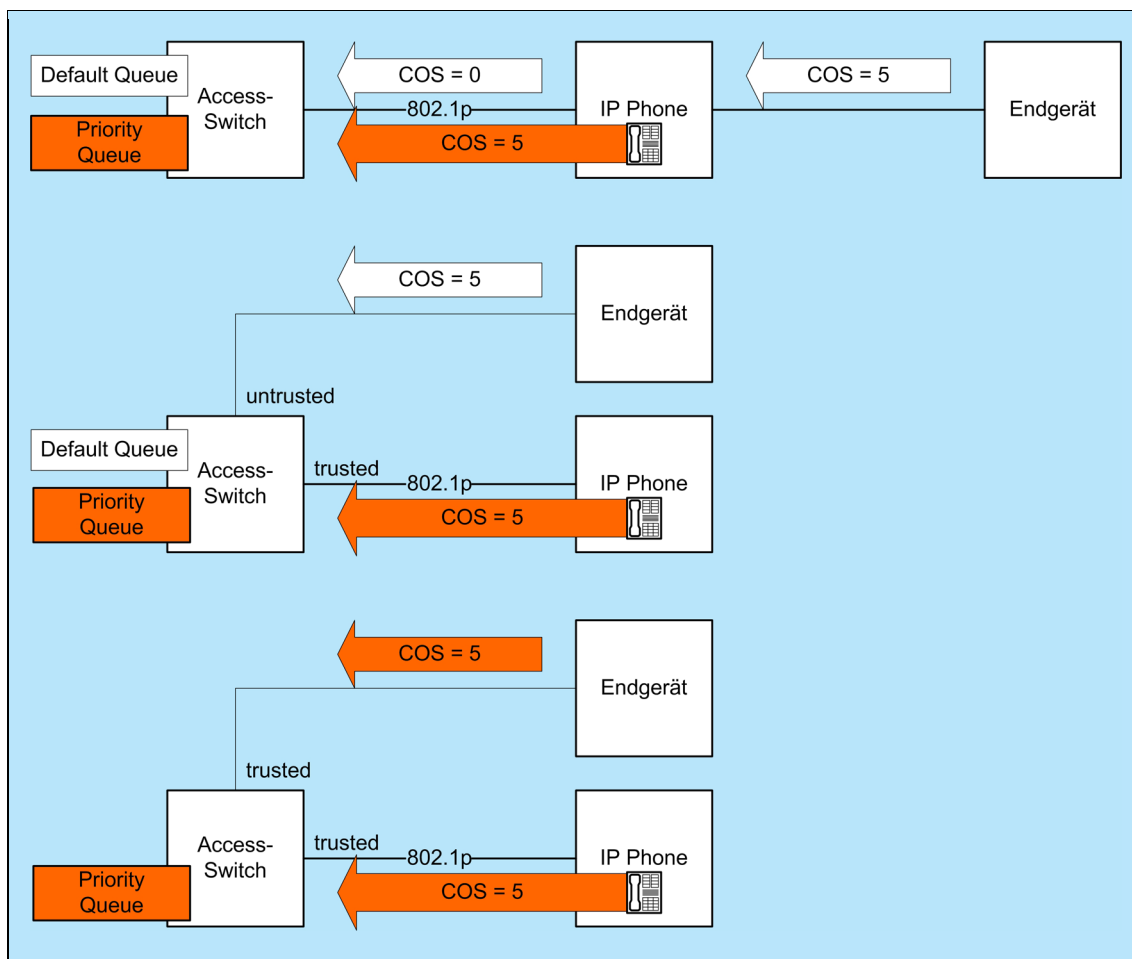 Default Queue
Access-
Switch
COS = 0
COS = 5
802.1p
IP Phone
Endgerät
Priority
Queue
COS = 5
COS = 5
Endgerät
untrusted
Default Queue
Access-
Switch
trusted
802.1p
IP Phone
Priority
Queue
COS = 5
COS = 5
Endgerät
trusted
Access-
Switch
trusted
802.1p
IP Phone
Priority
Queue
COS = 5